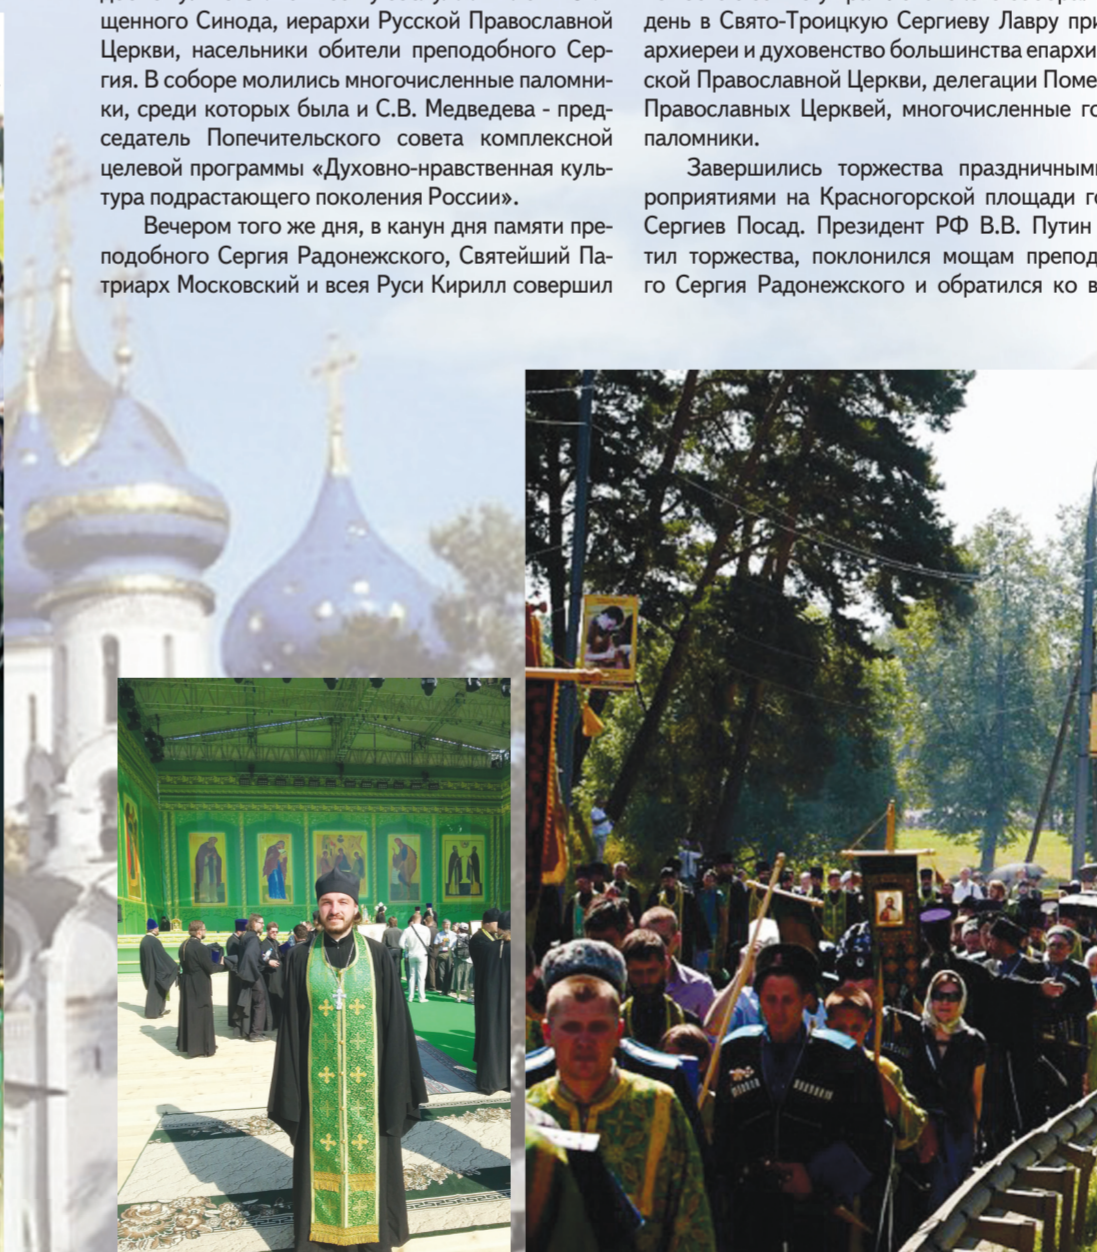 щенного Синода, иерархи Русской Православной
Церкви, насельники обители преподобного Сер-
гия. В соборе молились многочисленные паломни-
ки, среди которых была и С.В. Медведева - пред-
седатель Попечительского совета комплексной
целевой программы «Духовно-нравственная куль-
тура подрастающего поколения России».
Вечером того же дня, в канун дня памяти пре-
подобного Сергия Радонежского, Святейший Па-
триарх Московский и всея Руси Кирилл совершил
день в Свято-Троицкую Сергиеву Лавру при
архиереи и духовенство большинства епархи
ской Православной Церкви, делегации Поме
Православных Церквей, многочисленные го
паломники.
Завершились торжества праздничными
роприятиями на Красногорской площади го
Сергиев Посад. Президент РФ В.В. Путин
тил торжества, поклонился мощам препод
го Сергия Радонежского и обратился ко в